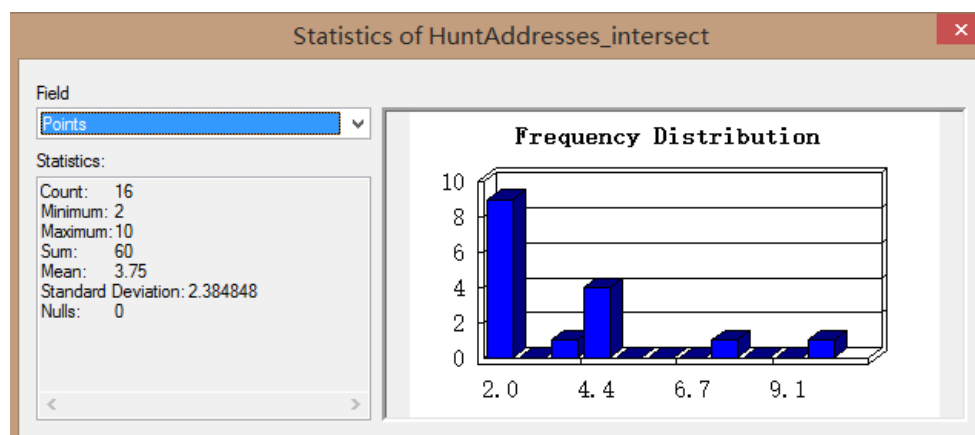 Statistics of HuntAddresses_intersect
×
Field
Points
Statistics:
Count: 16
Minimum: 2
Maximum: 10
Sum: 60
Mean: 3.75
Standard Deviation: 2.384848
Nulls: 0
Frequency Distribution
10
8
6
4
2
0
2.0 4.4 6.7 9.1